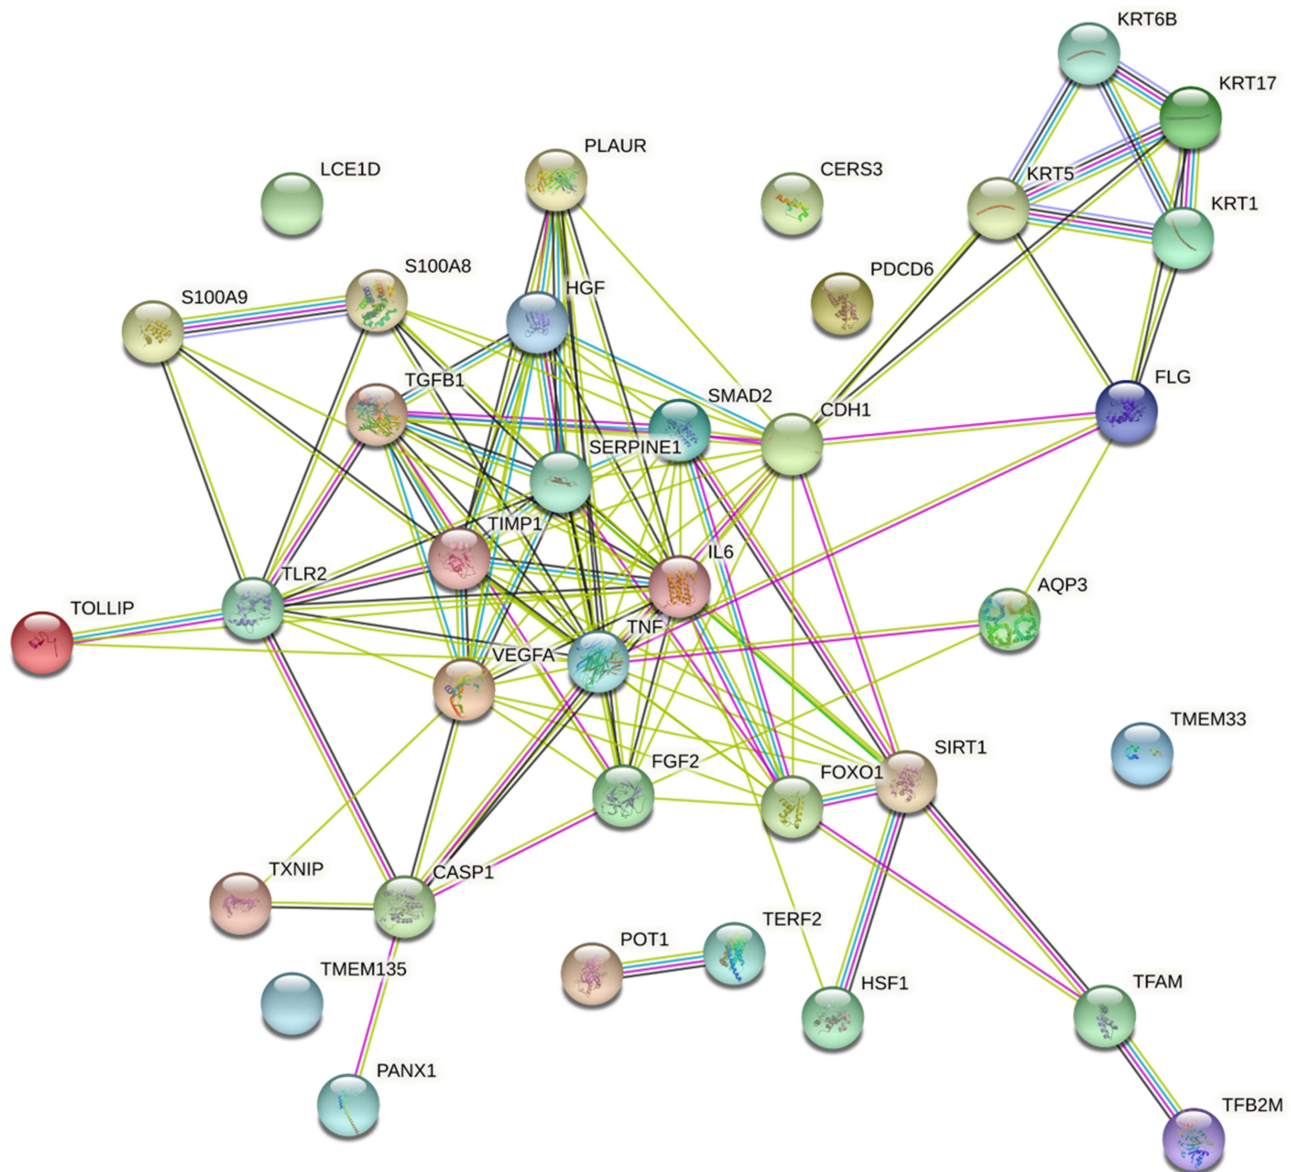 KRT6B
KRT17
PLAUR
LCE1D
CERS3
KRT5
KRT1
S100A8
PDCD6
HGF
S100A9
TGFB1
FLG
SMAD2
CDH1
SERPINE1
TIMP1
IL6
TLR2
AQP3
TOLLIP
TNF
VEGFA
TMEM33
SIRT1
FGF2
FOXO1
TXNIP
CASP1
TERF2
POT1
TMEM135
HSF1
TFAM
PANX1
TFB2M